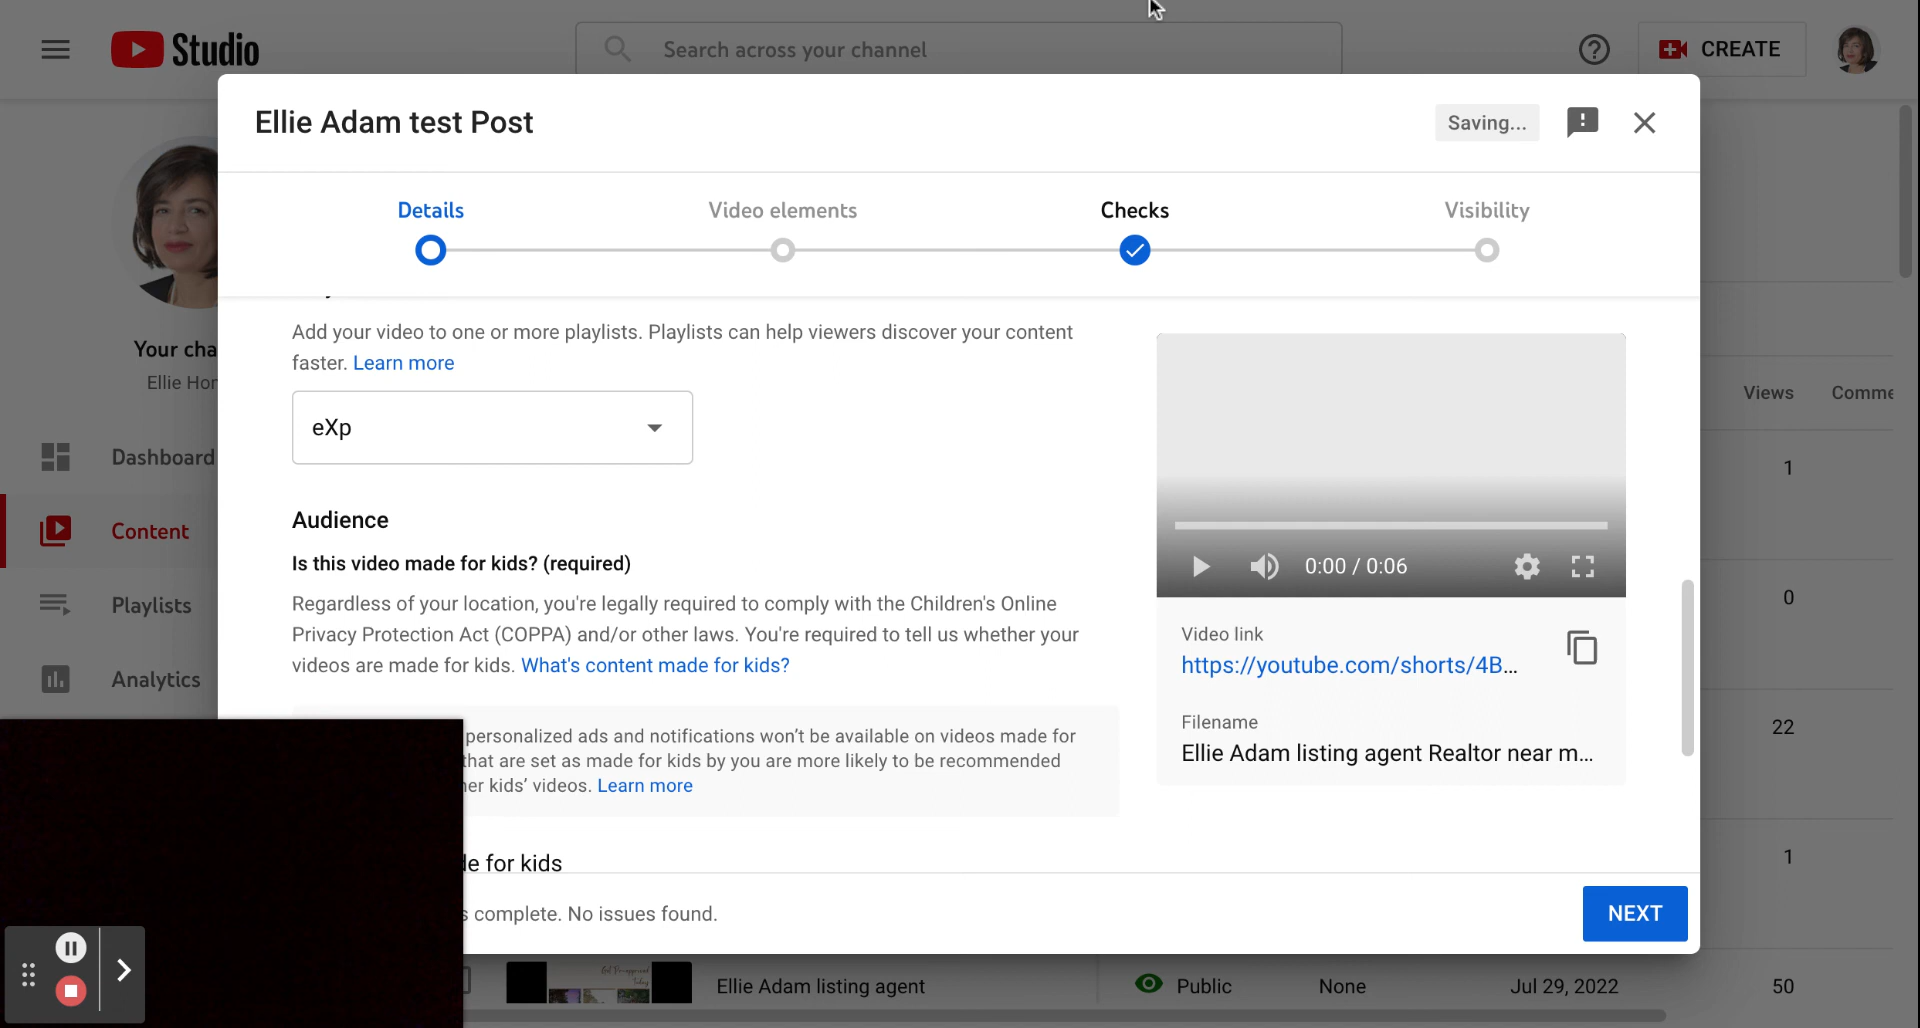 Studio
Search across your channel
CREATE
Ellie Adam test Post
Saving...
Details
Video elements
Checks
Visibility
Add your video to one or more playlists. Playlists can help viewers discover your content
faster. Learn more
eXp
Audience
Is this video made for kids? (required)
Regardless of your location, you're legally required to comply with the Children's Online
Privacy Protection Act (COPPA) and/or other laws. You're required to tell us whether your
videos are made for kids. What's content made for kids?
personalized ads and notifications won't be available on videos made for
that are set as made for kids by you are more likely to be recommended
her kids' videos. Learn more
de for kids
s complete. No issues found.
NEXT
0:00 / 0:06
Video link
https://youtube.com/shorts/4B...
Filename
Ellie Adam listing agent Realtor near m...
Your cha
Ellie Hor
Dashboard
Content
Playlists
Analytics
Views
Comme
1
0
22
1
Ellie Adam listing agent
Public
None
Jul 29, 2022
50